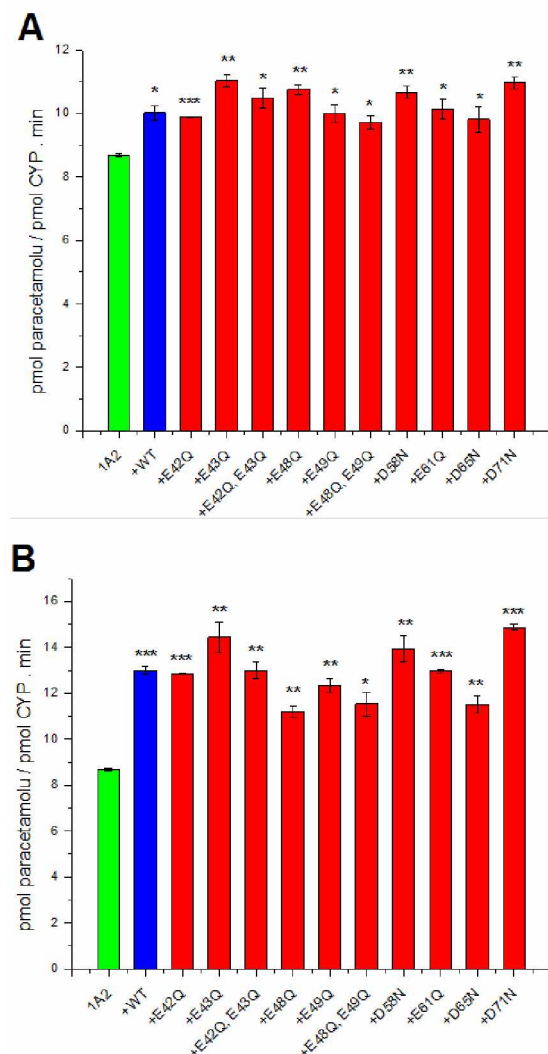 A
12
10
8
6
4
2
0
pmol paracetamolu / pmol CYP . min
*
***
**
*
**
*
*
**
*
*
**
1A2
+WT
+E42Q
+E43Q
+E42Q, E43Q
+E48Q
+E49Q
+E48Q, E49Q
+D58N
+E61Q
+D65N
+D71N
B
16
14
12
10
8
6
4
2
0
pmol paracetamolu / pmol CYP . min
***
***
**
**
**
**
*
**
***
**
***
1A2
+WT
+E42Q
+E43Q
+E42Q, E43Q
+E48Q
+E49Q
+E48Q, E49Q
+D58N
+E61Q
+D65N
+D71N